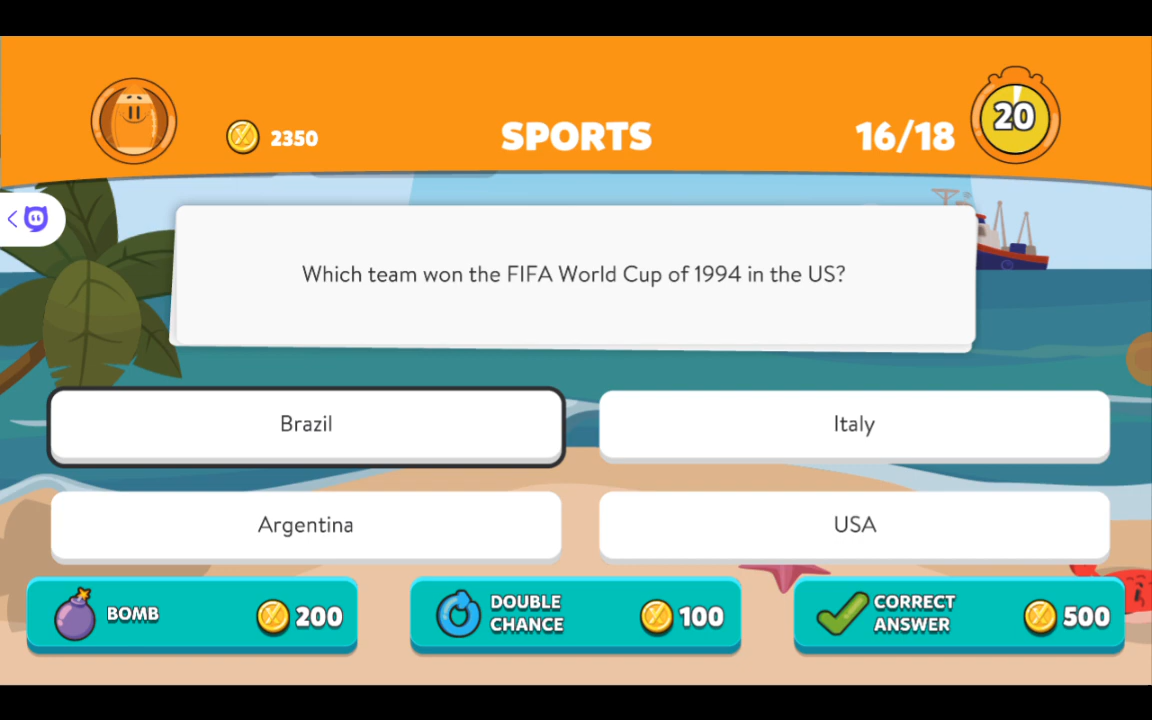 2350
SPORTS
16/18
20
Which team won the FIFA World Cup of 1994 in the US?
Brazil
Italy
Argentina
USA
BOMB
200
DOUBLE
CHANCE
100
CORRECT
ANSWER
500